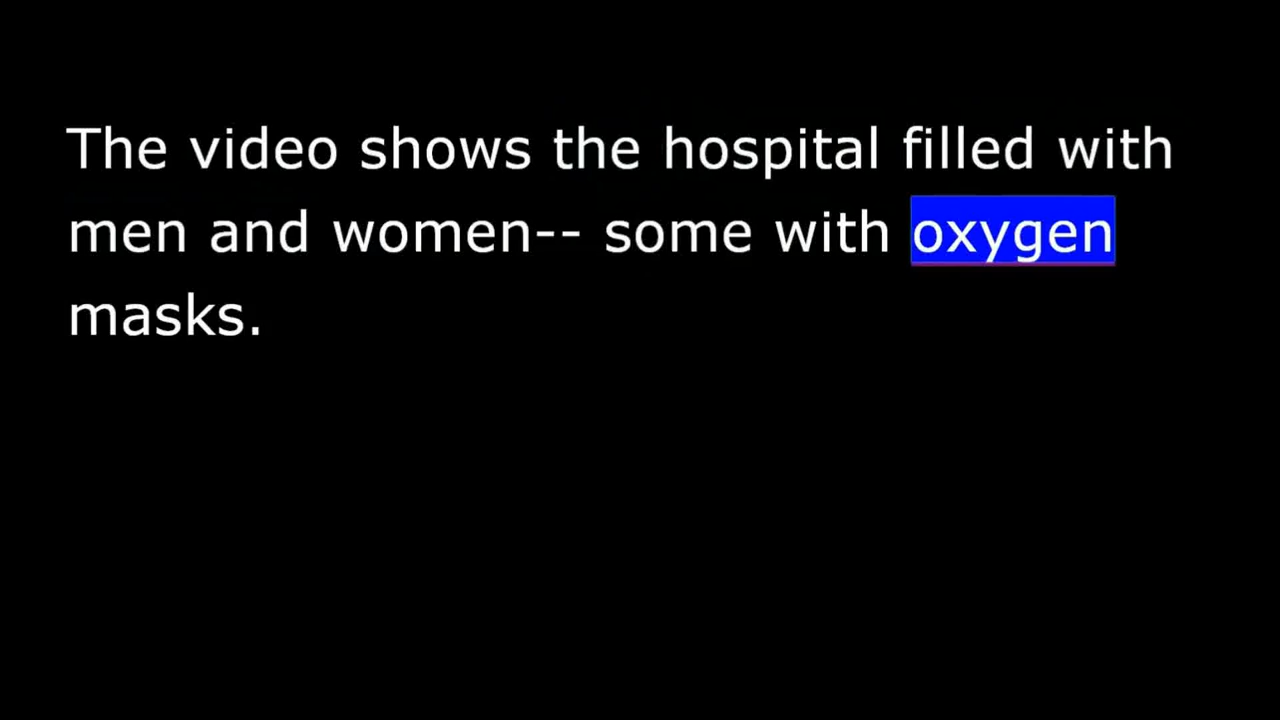 The video shows the hospital filled with
men and women-- some with oxygen
masks.